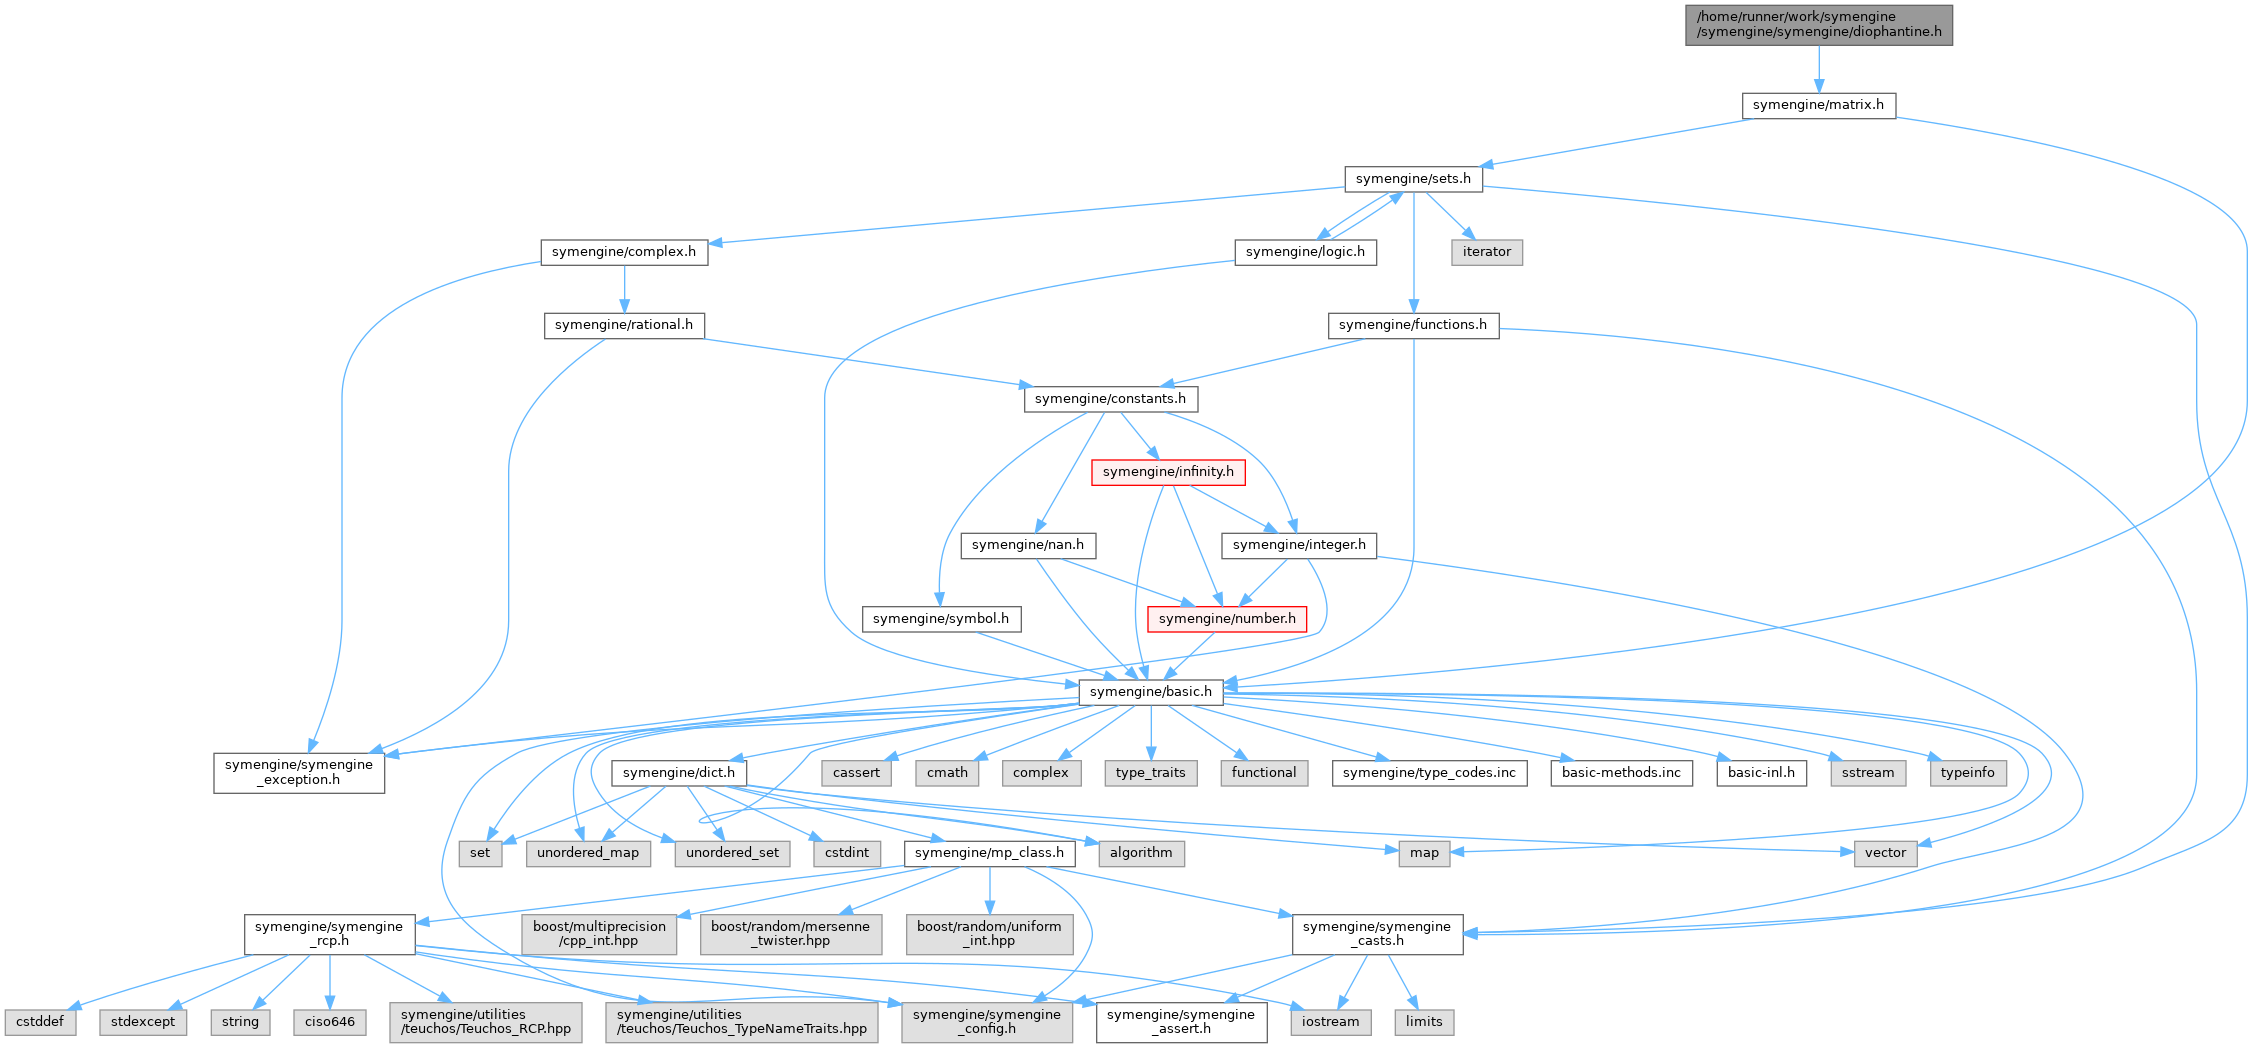 /home/runner/work/symengine
/symengine/symengine/diophantine.h
symengine/matrix.h
symengine/sets.h
symengine/complex.h
symengine/logic.h
iterator
symengine/rational.h
symengine/functions.h
symengine/constants.h
symengine/infinity.h
symengine/nan.h
symengine/integer.h
symengine/symbol.h
symengine/number.h
symengine/basic.h
symengine/symengine
_exception.h
symengine/dict.h
cassert
cmath
complex
type_traits
functional
symengine/type_codes.inc
basic-methods.inc
basic-inl.h
sstream
typeinfo
set
unordered_map
unordered_set
cstdint
symengine/mp_class.h
algorithm
map
vector
symengine/symengine
_rcp.h
boost/multiprecision
/cpp_int.hpp
boost/random/mersenne
_twister.hpp
boost/random/uniform
_int.hpp
symengine/symengine
_casts.h
cstddef
stdexcept
string
ciso646
symengine/utilities
/teuchos/Teuchos_RCP.hpp
symengine/utilities
/teuchos/Teuchos_TypeNameTraits.hpp
symengine/symengine
_config.h
symengine/symengine
_assert.h
iostream
limits